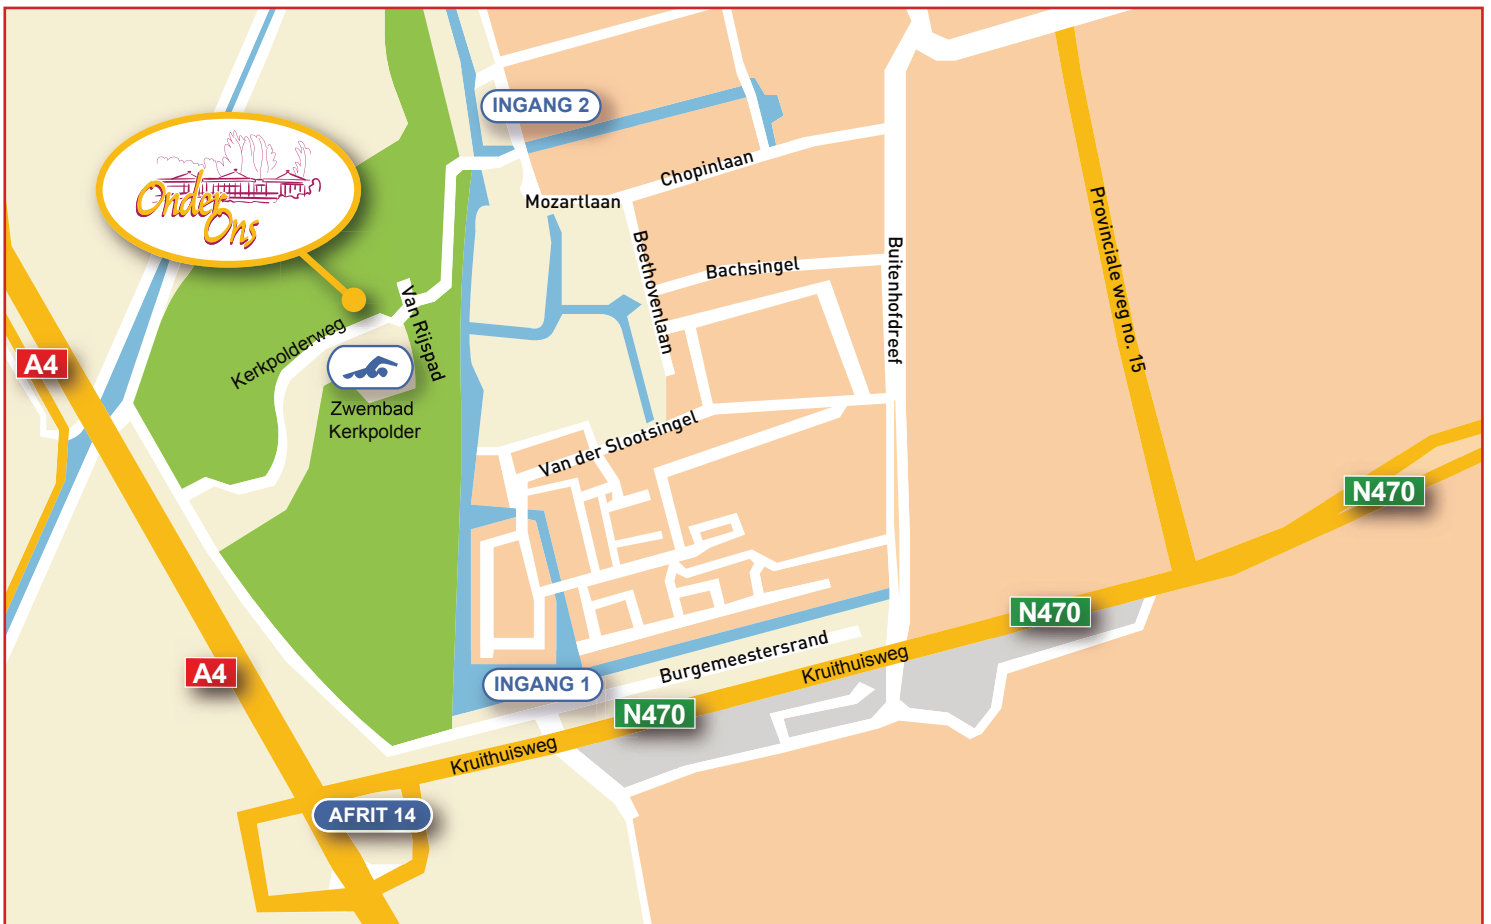 INGANG 2
Onder
Ons
Chopinlaan
Mozartlaan
Beethovenlaan
Bachsingel
Buitenhofdreef
Provinciale weg no. 15
Van Rijspad
Kerkpolderweg
A4
Zwembad
Kerkpolder
Van der Slootsingel
N470
N470
Burgemeestersrand
Kruithuisweg
A4
INGANG 1
N470
Kruithuisweg
AFRIT 14